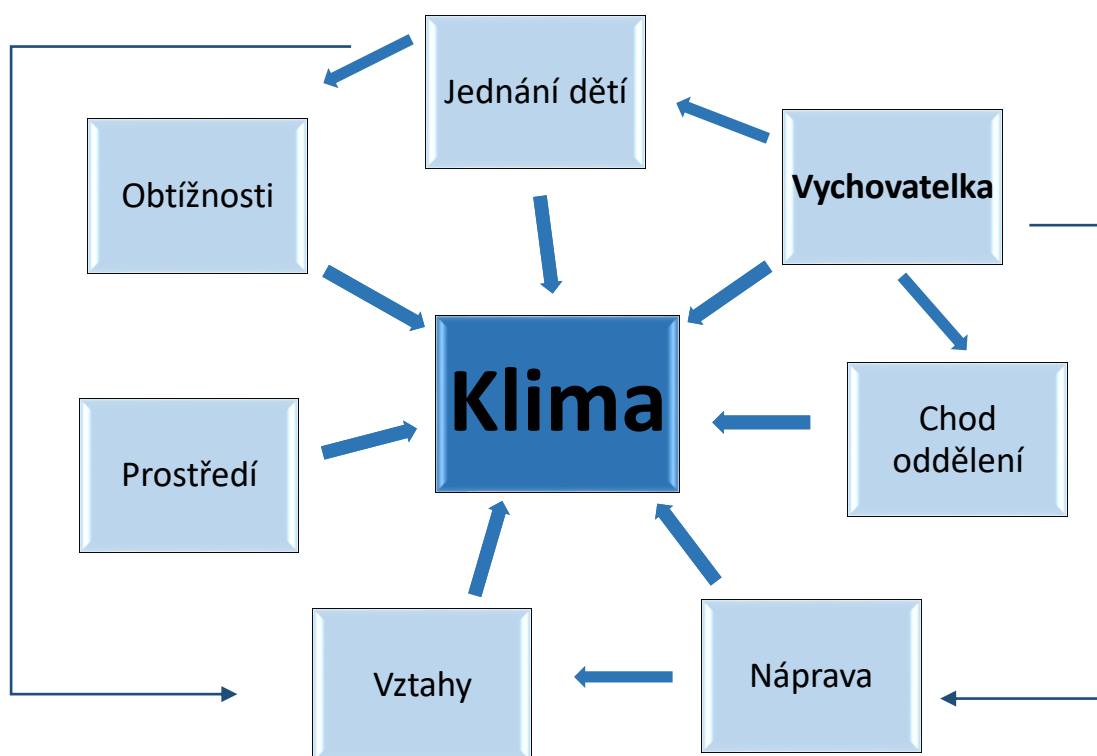 Jednání dětí
Obtížnosti
Vychovatelka
Klima
Chod
oddělení
Prostředí
Vztahy
Náprava